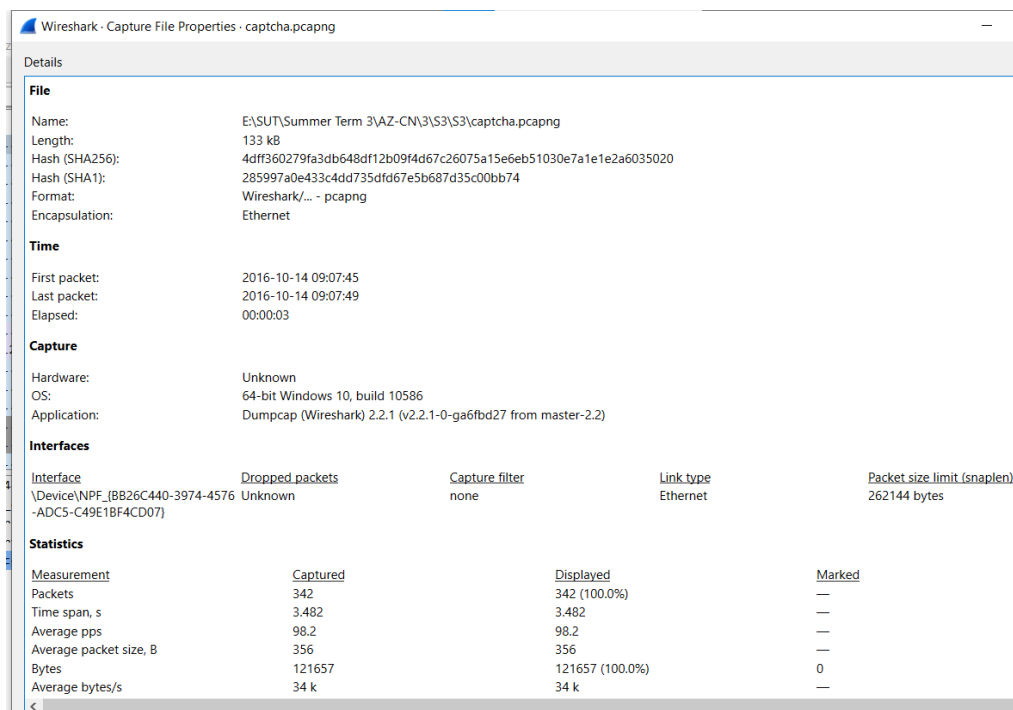 Wireshark · Capture File Properties · captcha.pcapng
Details
File
Name: E:\SUT\Summer Term 3\AZ-CN\3\S3\S3\captcha.pcapng
Length: 133 kB
Hash (SHA256): 4dff360279fa3db648df12b09f4d67c26075a15e6eb51030e7a1e1e2a6035020
Hash (SHA1): 285997a0e433c4dd735dfd67e5b687d35c00bb74
Format: Wireshark/... - pcapng
Encapsulation: Ethernet
Time
First packet: 2016-10-14 09:07:45
Last packet: 2016-10-14 09:07:49
Elapsed: 00:00:03
Capture
Hardware: Unknown
OS: 64-bit Windows 10, build 10586
Application: Dumpcap (Wireshark) 2.2.1 (v2.2.1-0-ga6fbd27 from master-2.2)
Interfaces
Interface Dropped packets Capture filter Link type Packet size limit (snaplen)
\Device\NPF_{BB26C440-3974-4576 Unknown none Ethernet 262144 bytes
-ADC5-C49E1BF4CD07}
Statistics
Measurement Captured Displayed Marked
Packets 342 342 (100.0%) —
Time span, s 3.482 3.482 —
Average pps 98.2 98.2 —
Average packet size, B 356 356 —
Bytes 121657 121657 (100.0%) 0
Average bytes/s 34 k 34 k —